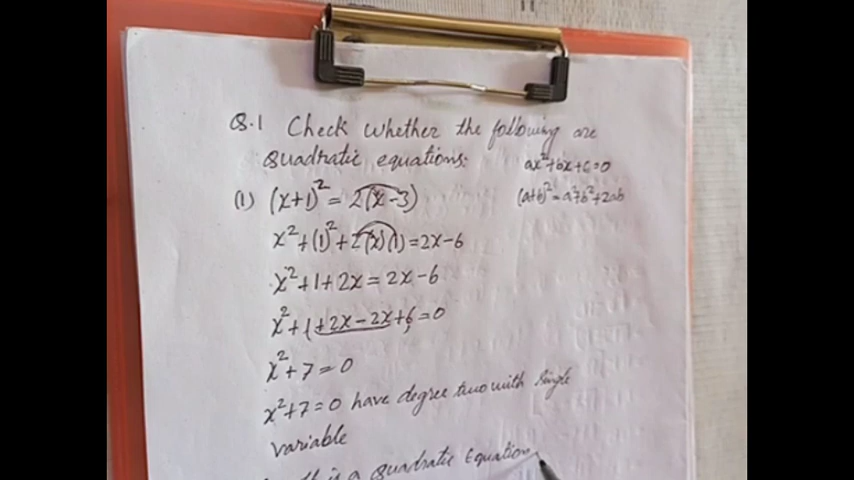 Q.1 Check whether the following are
quadratic equations:
ax²+bx+c=0
(1) (x+1)² = 2(x-3)
(a+b)²=a²+b²+2ab
x²+(1)²+2(x)(1)=2x-6
x²+1+2x=2x-6
x²+1+2x-2x+6=0
x²+7=0
x²+7=0 have degree two with single
variable
is a quadratic Equation